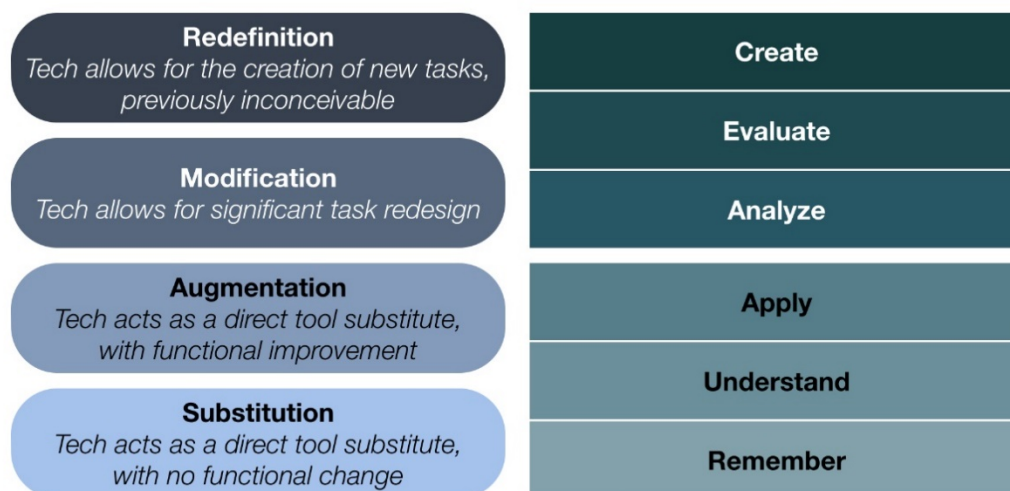 Redefinition
Tech allows for the creation of new tasks,
previously inconceivable
Modification
Tech allows for significant task redesign
Augmentation
Tech acts as a direct tool substitute,
with functional improvement
Substitution
Tech acts as a direct tool substitute,
with no functional change
Create
Evaluate
Analyze
Apply
Understand
Remember